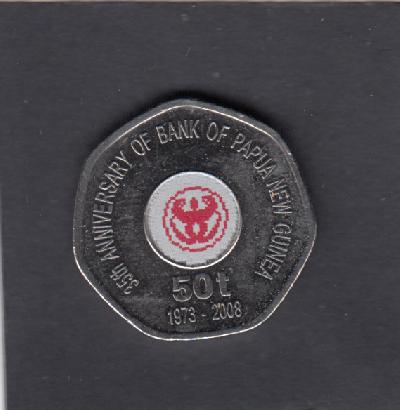 35th ANNIVERSARY OF BANK OF PAPUA NEW GUINEA
50t
1973 - 2008